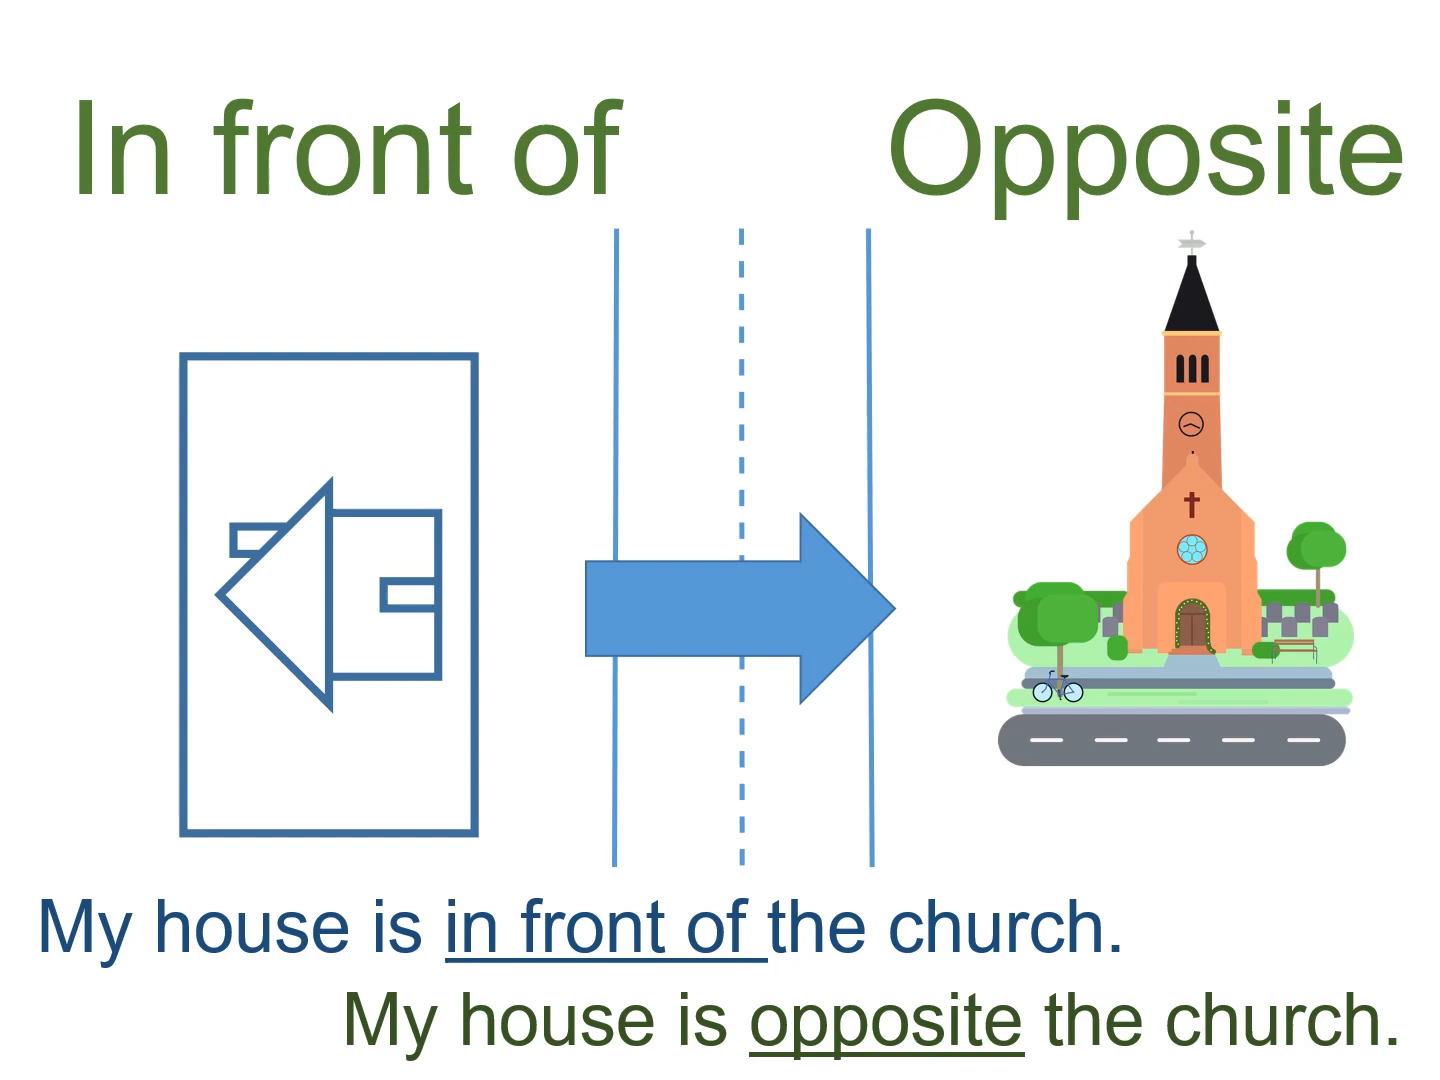 In front of
Opposite
My house is in front of the church.
My house is opposite the church.